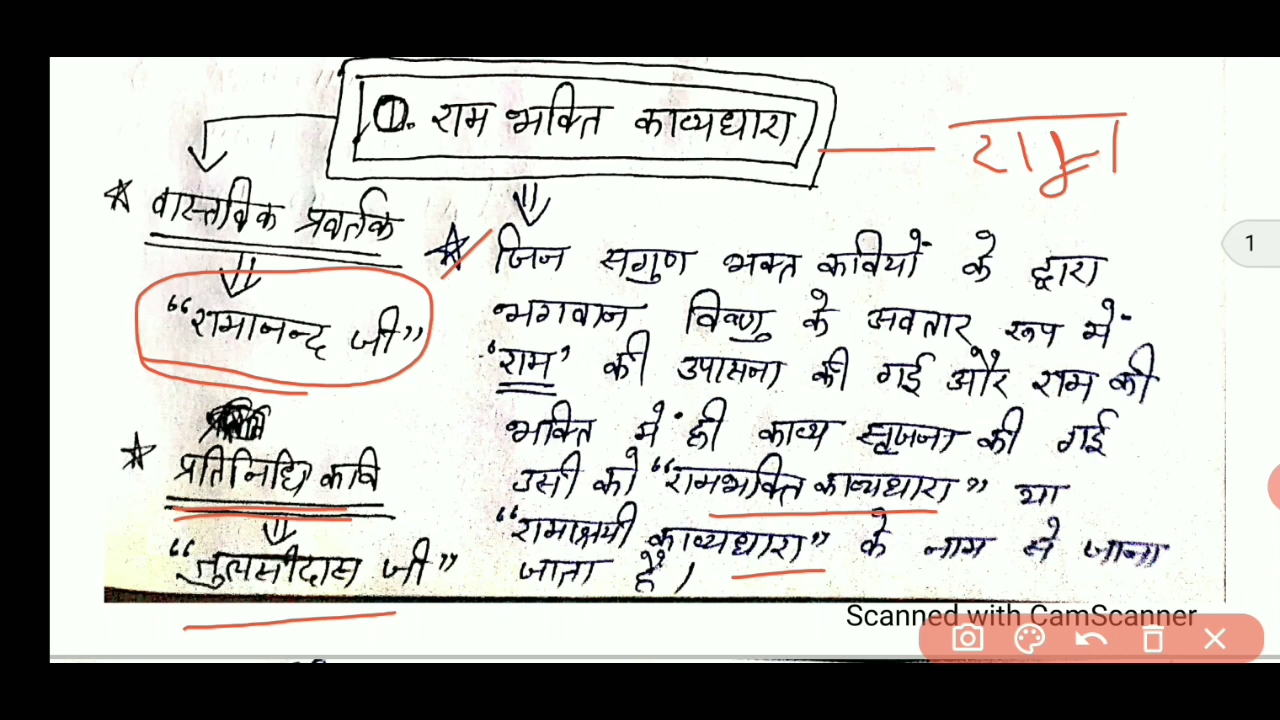 ①. राम भक्ति काव्यधारा
राम
* वास्तविक प्रवर्तक
“रामानन्द जी”
* प्रतिनिधि कवि
“तुलसीदास जी”
* जिन सगुण भक्त कवियों के द्वारा
भगवान विष्णु के अवतार रूप में
‘राम’ की उपासना की गई और राम की
भक्ति में ही काव्य सृजना की गई
उसी को “रामभक्ति काव्यधारा” या
“रामाश्रयी काव्यधारा” के नाम से जाना
जाता है।
Scanned with CamScanner
1